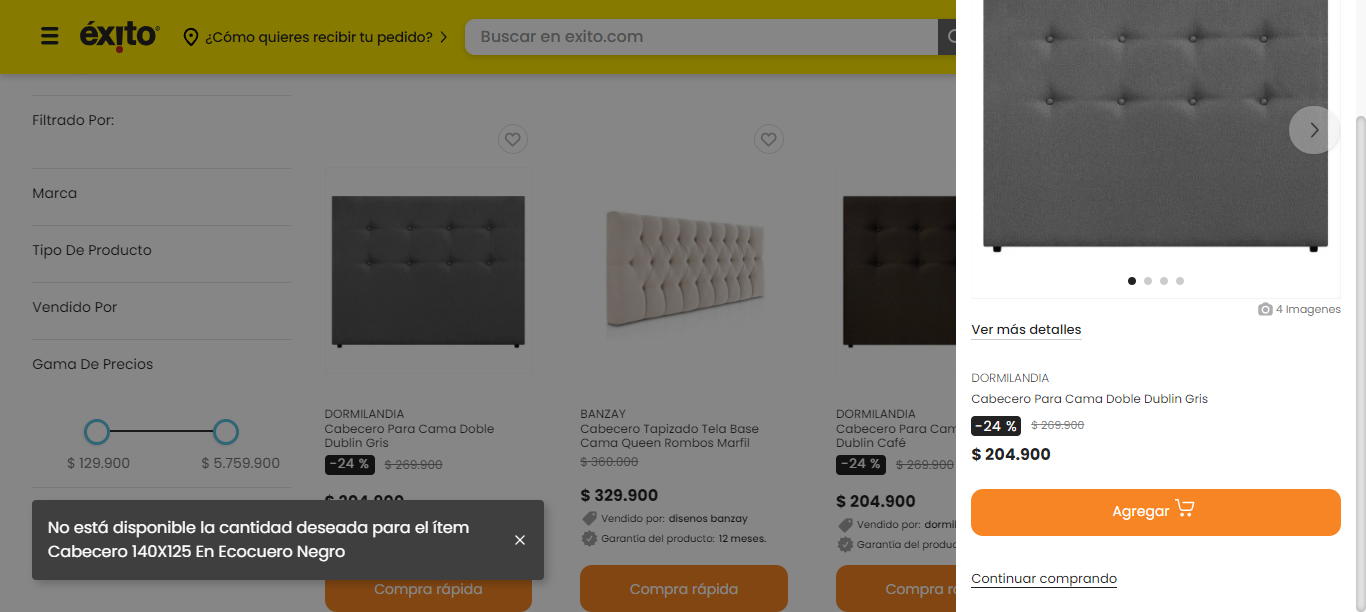 éxito
¿Cómo quieres recibir tu pedido?
Buscar en exito.com
Filtrado Por:
Marca
Tipo De Producto
Vendido Por
Gama De Precios
$ 129.900
$ 5.759.900
DORMILANDIA
Cabecero Para Cama Doble
Dublin Gris
-24 %
$ 269.900
$ 204.900
Compra rápida
BANZAY
Cabecero Tapizado Tela Base
Cama Queen Rombos Marfil
$ 360.000
$ 329.900
Vendido por: disenos banzay
Garantía del producto: 12 meses.
Compra rápida
DORMILANDIA
Cabecero Para Cam
Dublin Café
-24 %
$ 269.900
$ 204.900
Vendido por: dormil
Garantía del produc
Compra r
No está disponible la cantidad deseada para el ítem
Cabecero 140X125 En Ecocuero Negro
4 Imagenes
Ver más detalles
DORMILANDIA
Cabecero Para Cama Doble Dublin Gris
-24 %
$ 269.900
$ 204.900
Agregar
Continuar comprando